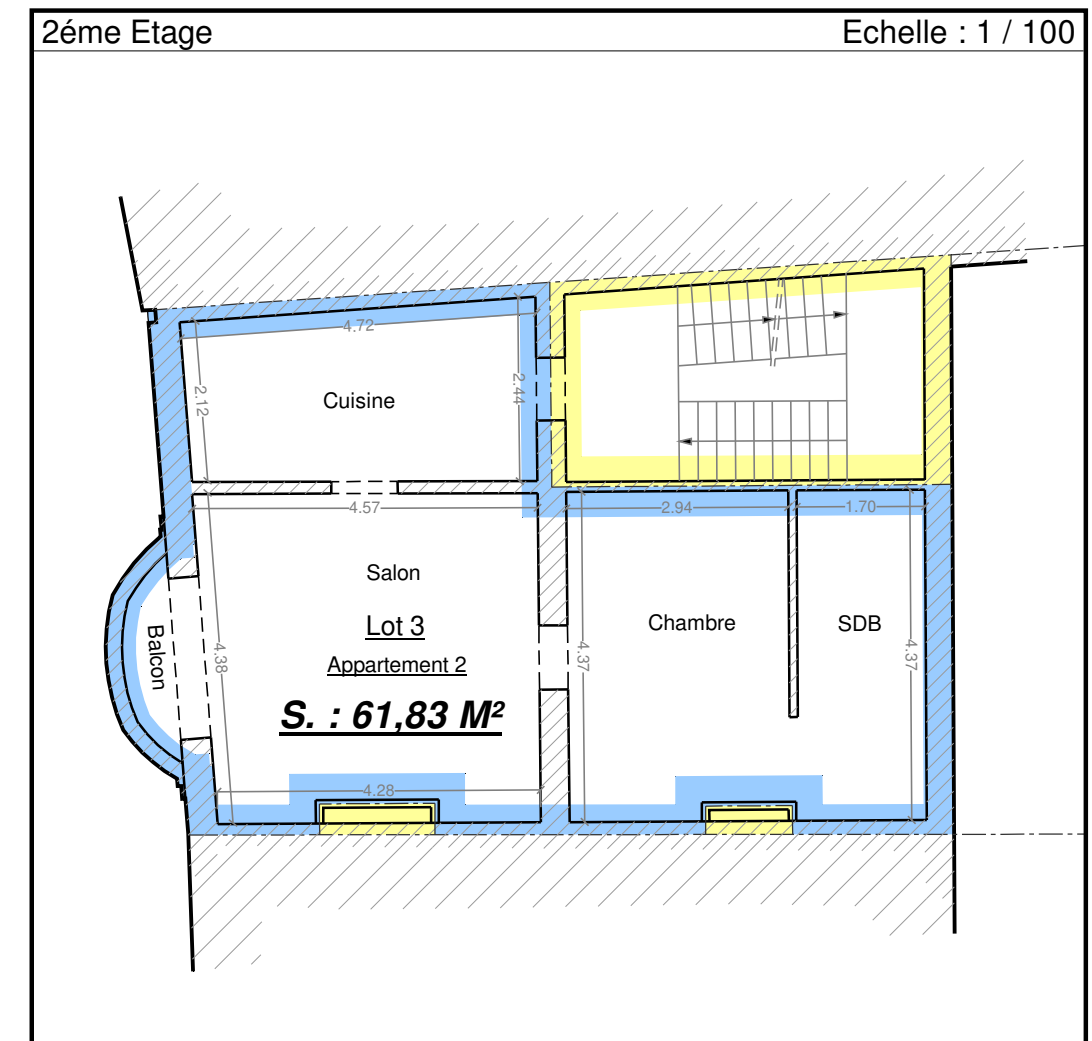 2éme Etage
Echelle : 1 / 100
4.72
2.12
Cuisine
2.44
4.57
2.94
1.70
Salon
Lot 3
Appartement 2
S. : 61,83 M²
Balcon
4.38
Chambre
SDB
4.37
4.37
4.28